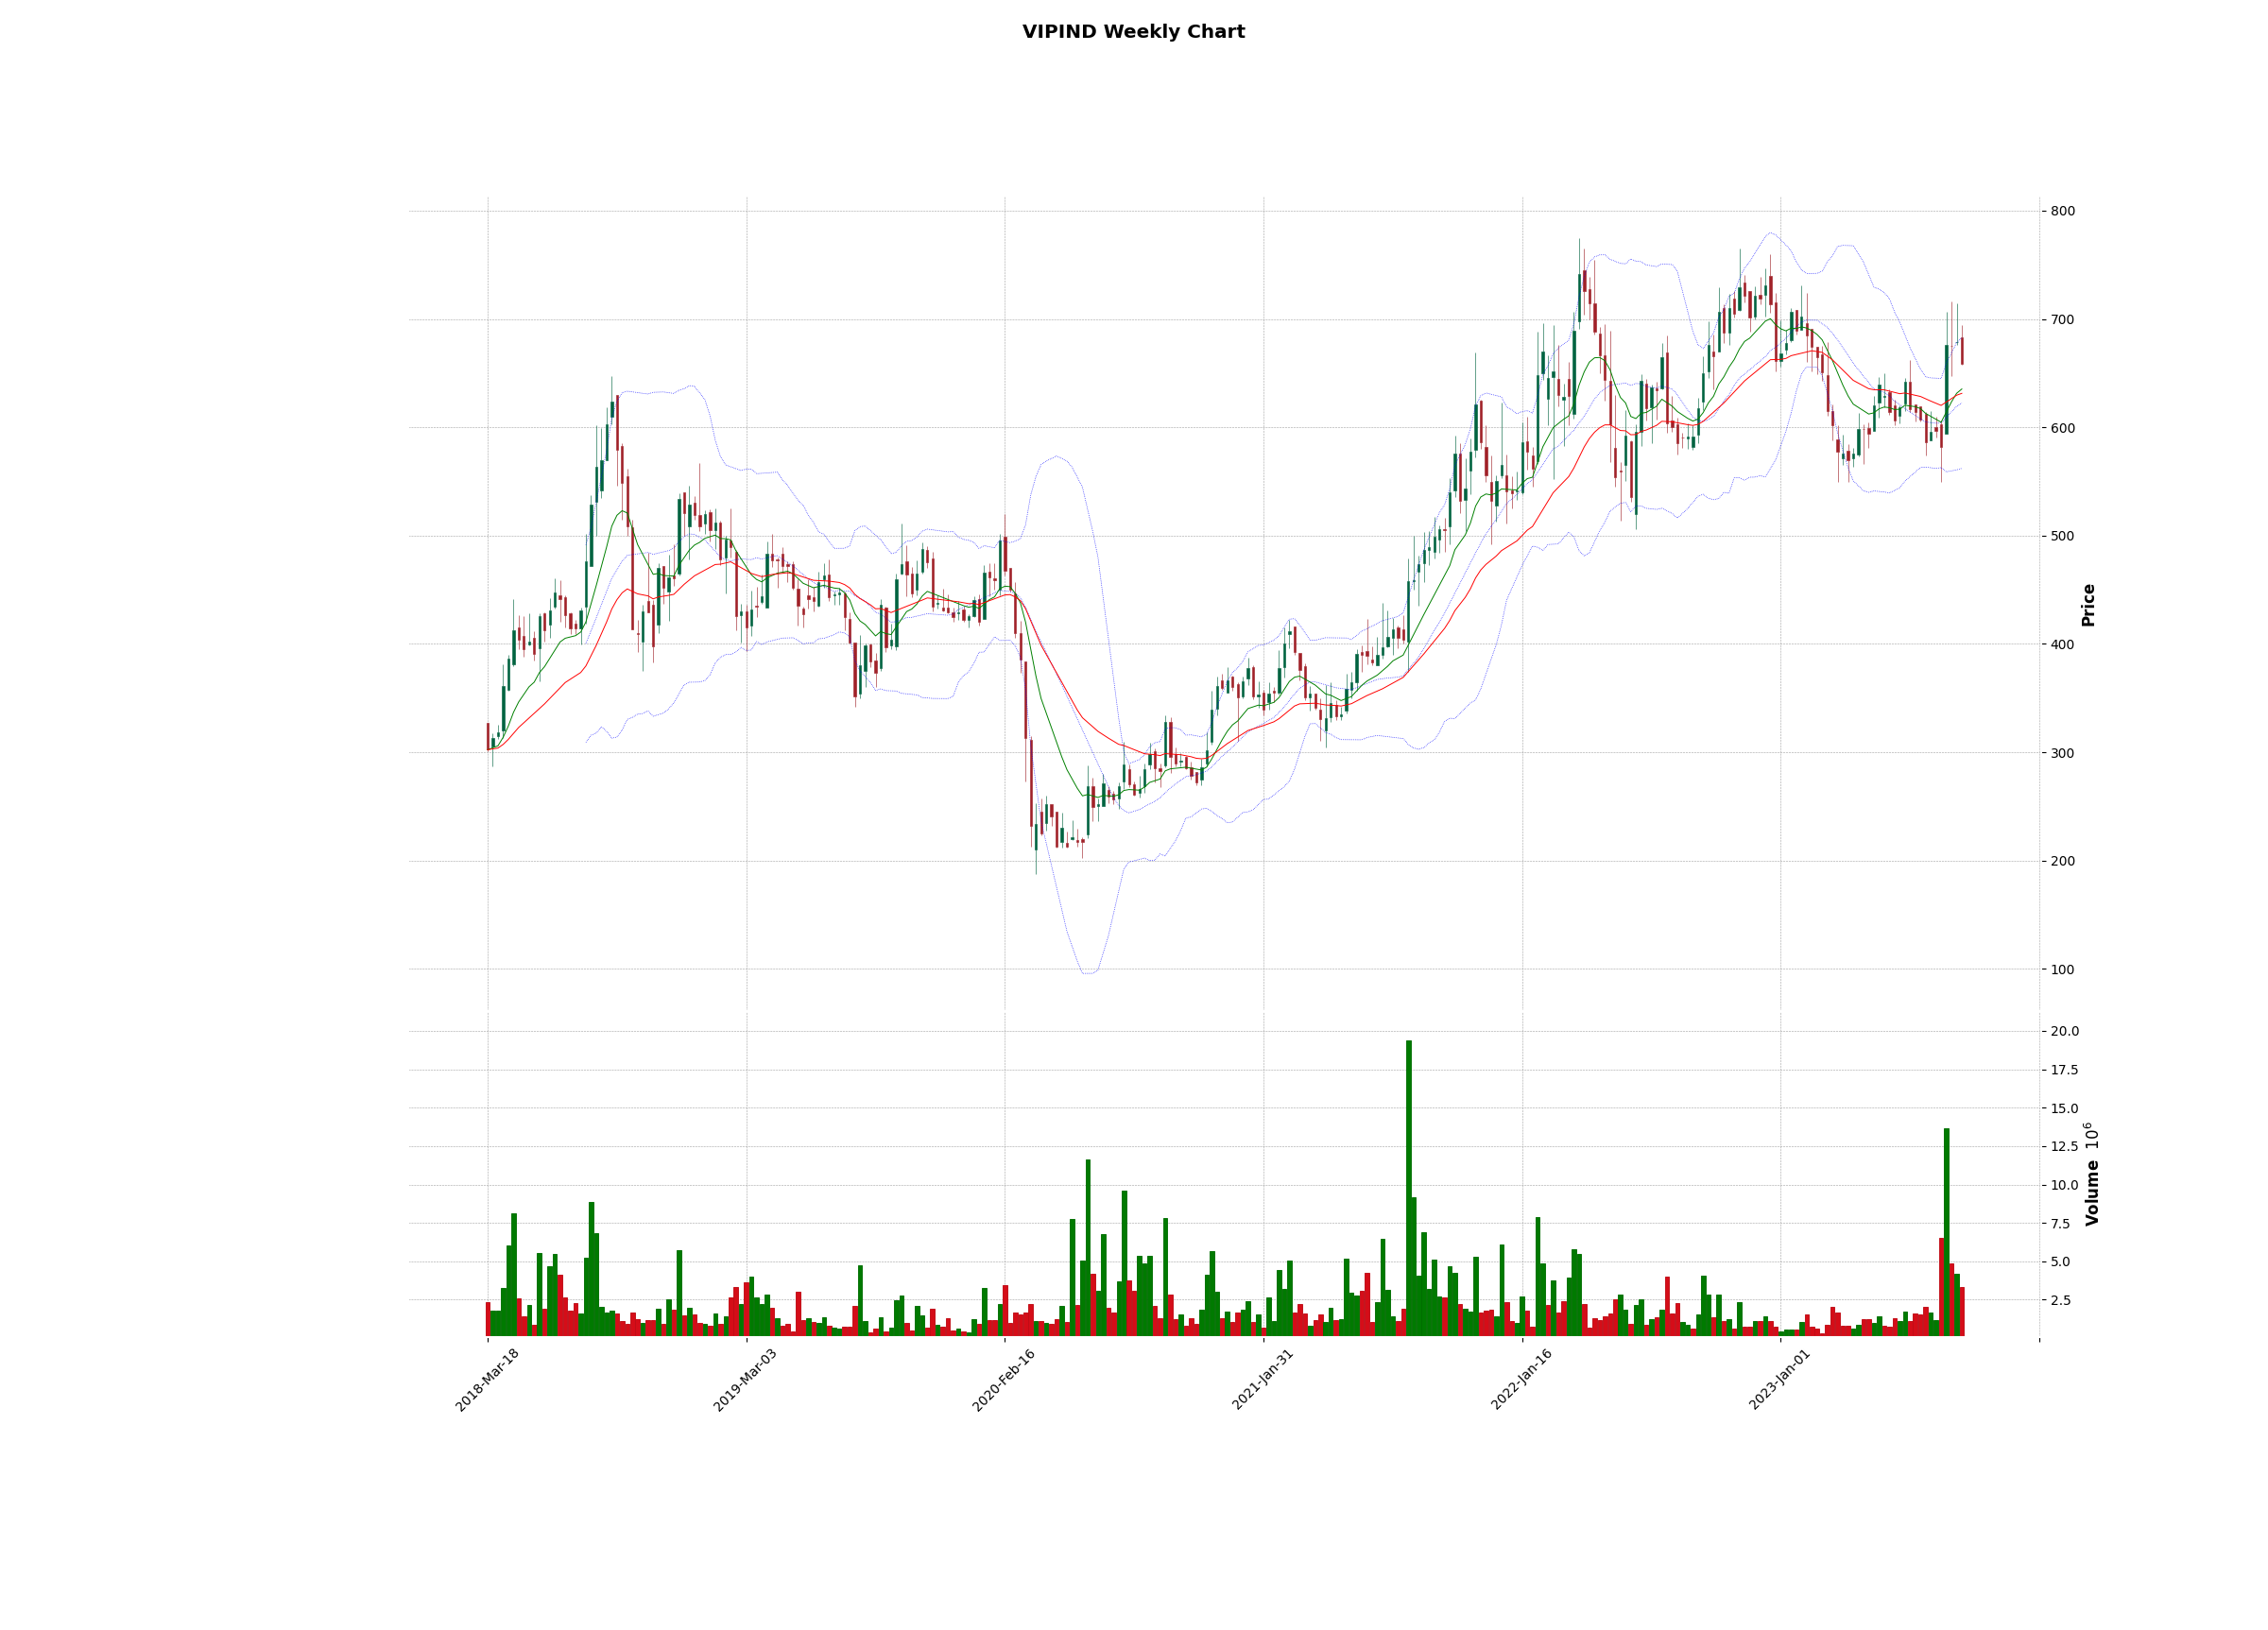 VIPIND Weekly Chart
800
700
600
500
400
300
200
100
Price
20.0
17.5
15.0
12.5
10.0
7.5
5.0
2.5
Volume 10^6
2018-Mar-18
2019-Mar-03
2020-Feb-16
2021-Jan-31
2022-Jan-16
2023-Jan-01